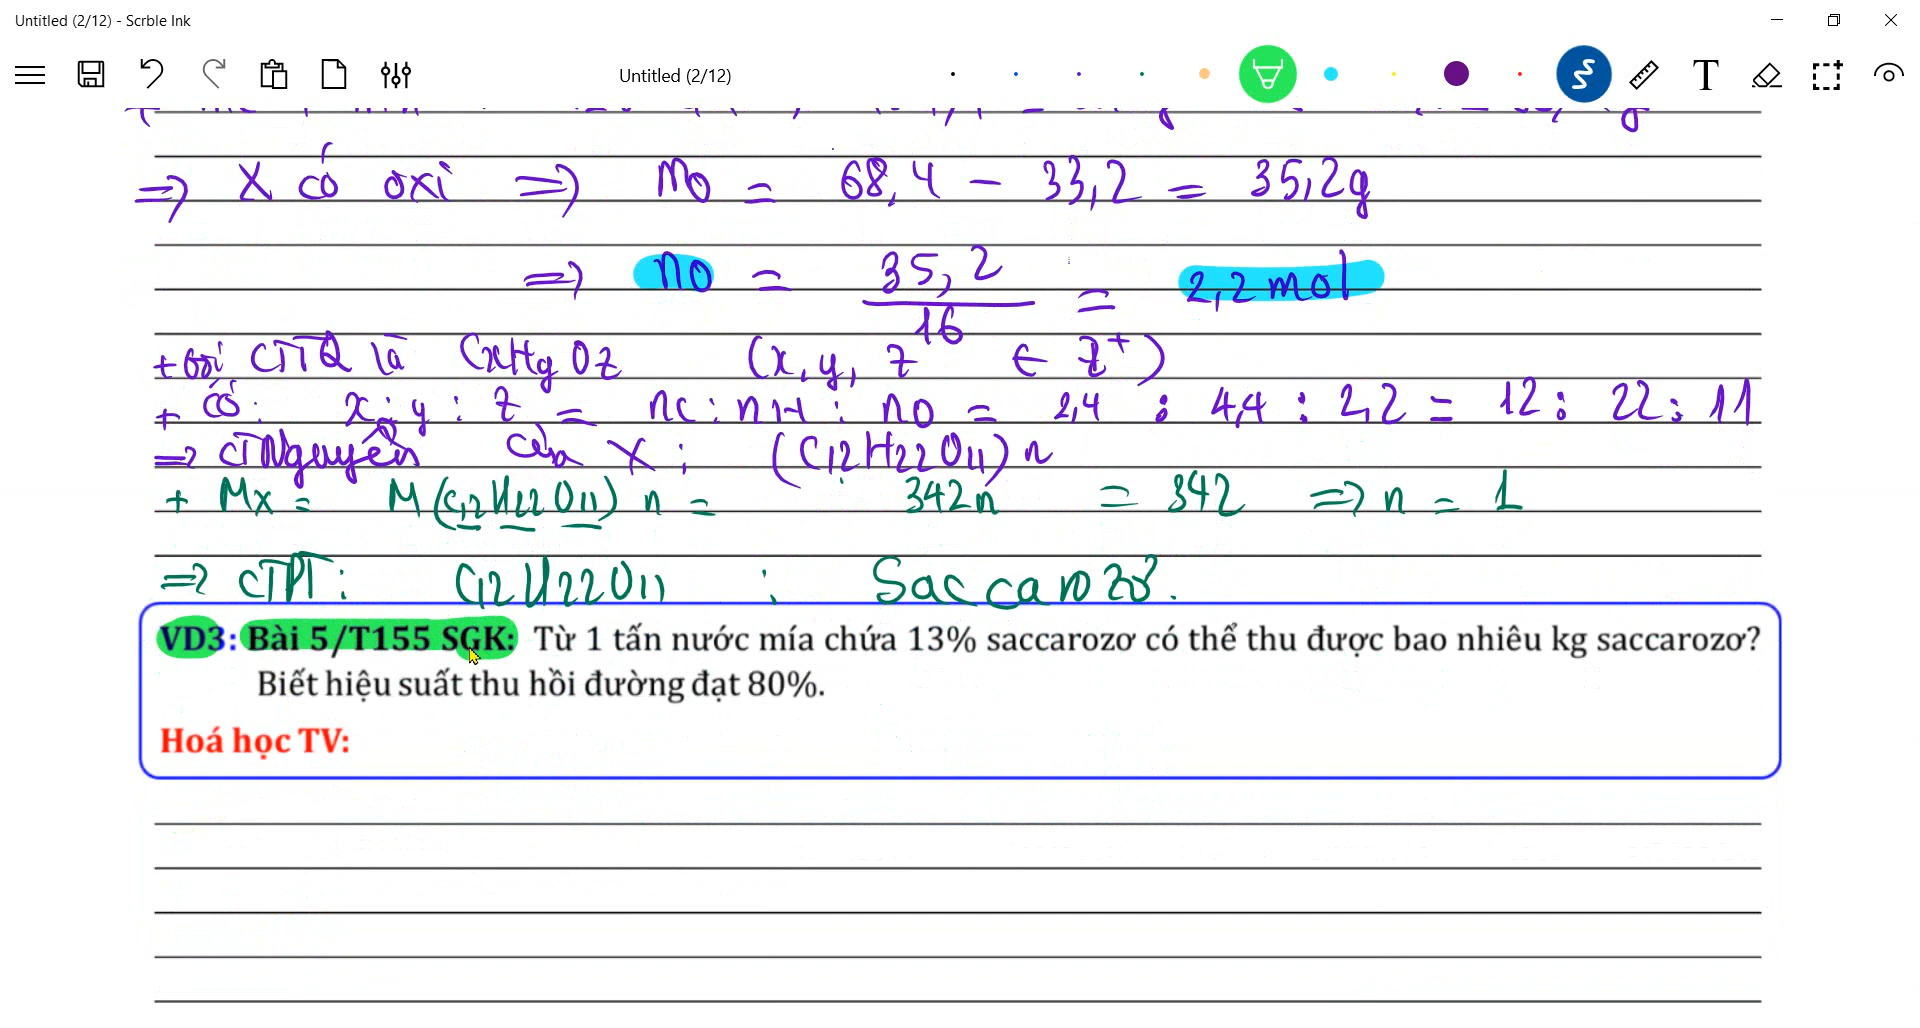 Untitled (2/12) - Scrble Ink
Untitled (2/12)
T
=> X có oxi => mO = 68,4 - 33,2 = 35,2g
=> nO = 35,2 / 16 = 2,2 mol
+ Gọi CTTQ là CxHyOz (x, y, z ∈ Z+)
+ Có: x : y : z = nC : nH : nO = 2,4 : 4,4 : 2,2 = 12 : 22 : 11
=> CTNguyên của X : (C12H22O11)n
+ MX = M(C12H22O11)n = 342n = 342 => n = 1
=> CTPT : C12H22O11 : Saccarozơ.
VD3: Bài 5/T155 SGK: Từ 1 tấn nước mía chứa 13% saccarozơ có thể thu được bao nhiêu kg saccarozơ?
Biết hiệu suất thu hồi đường đạt 80%.
Hoá học TV: